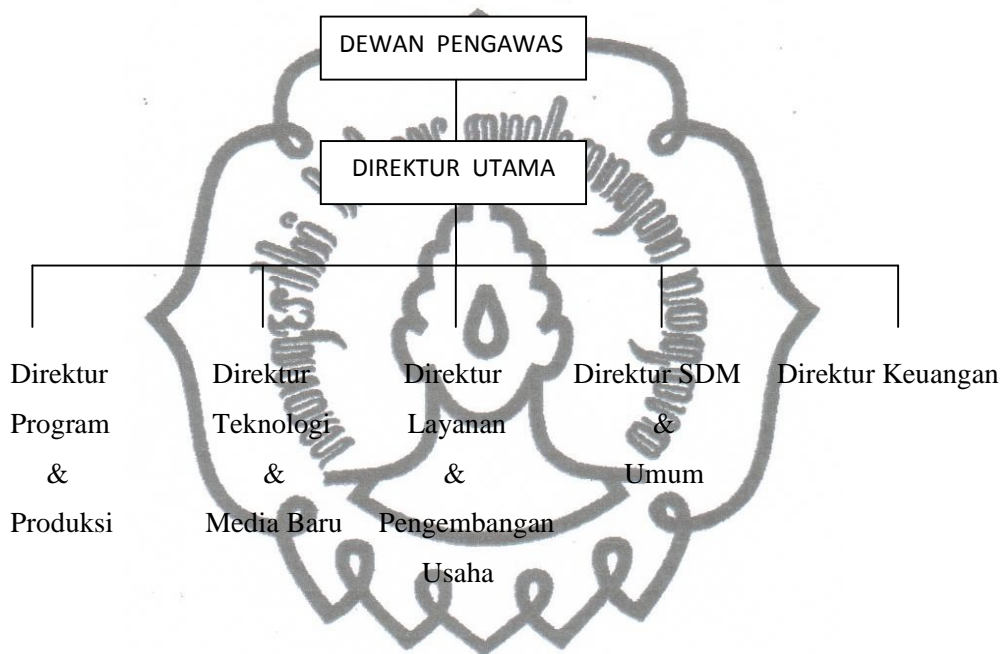 DEWAN PENGAWAS
DIREKTUR UTAMA
Direktur
Program
&
Produksi
Direktur
Teknologi
&
Media Baru
Direktur
Layanan
&
Pengembangan
Usaha
Direktur SDM
&
Umum
Direktur Keuangan